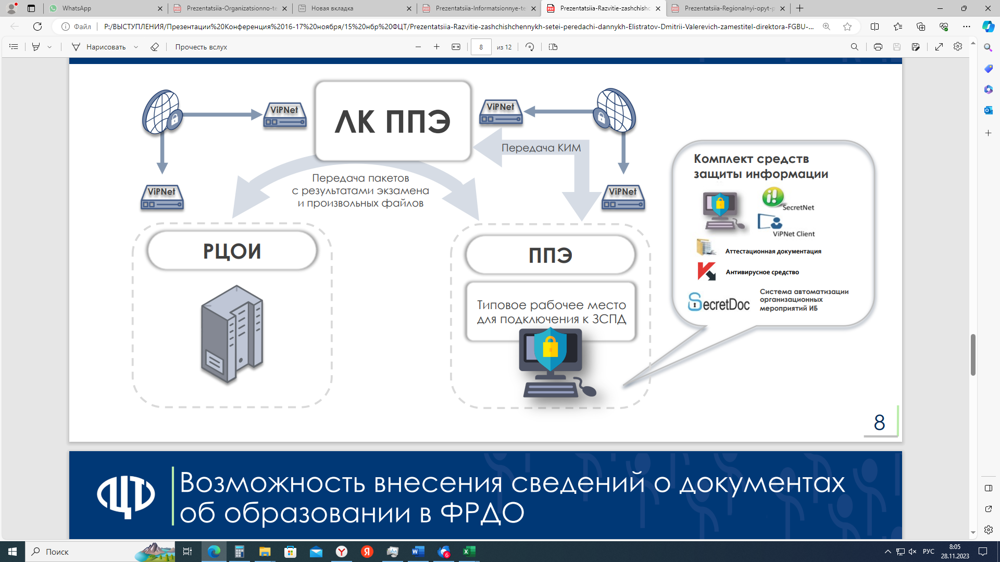 WhatsApp
Prezentatsiia-Organizatsionno-te
Новая вкладка
Prezentatsiia-Informatsionnye-te
Prezentatsiia-Razvitie-zashchishc
Prezentatsiia-Regionalnyi-opyt-p
Файл
P:/ВЫСТУПЛЕНИЯ/Презентации%20Конференция%2016-17%20ноября/15%20нбр%20ФЦТ/Prezentatsiia-Razvitie-zashchishchennykh-setei-peredachi-dannykh-Elistratov-Dmitrii-Valerevich-zamestitel-direktora-FGBU-...
Нарисовать
Прочесть вслух
8
из 12
ViPNet
ЛК ППЭ
ViPNet
Передача КИМ
Передача пакетов
с результатами экзамена
и произвольных файлов
ViPNet
ViPNet
РЦОИ
ППЭ
Типовое рабочее место
для подключения к ЗСПД
Комплект средств
защиты информации
SecretNet
ViPNet Client
Аттестационная документация
Антивирусное средство
SecretDoc
Система автоматизации
организационных
мероприятий ИБ
8
ФЦТ
Возможность внесения сведений о документах
об образовании в ФРДО
Поиск
6
РУС
8:05
28.11.2023